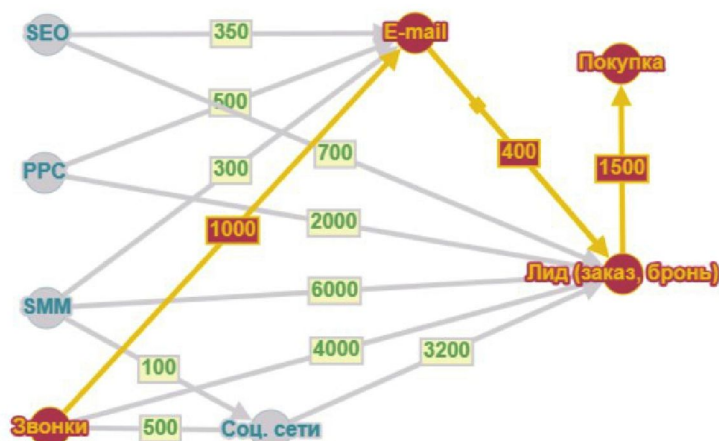 SEO
350
E-mail
Покупка
500
700
400
1500
PPC
300
1000
2000
Лид (заказ, бронь)
SMM
6000
4000
3200
100
Звонки
500
Соц. сети